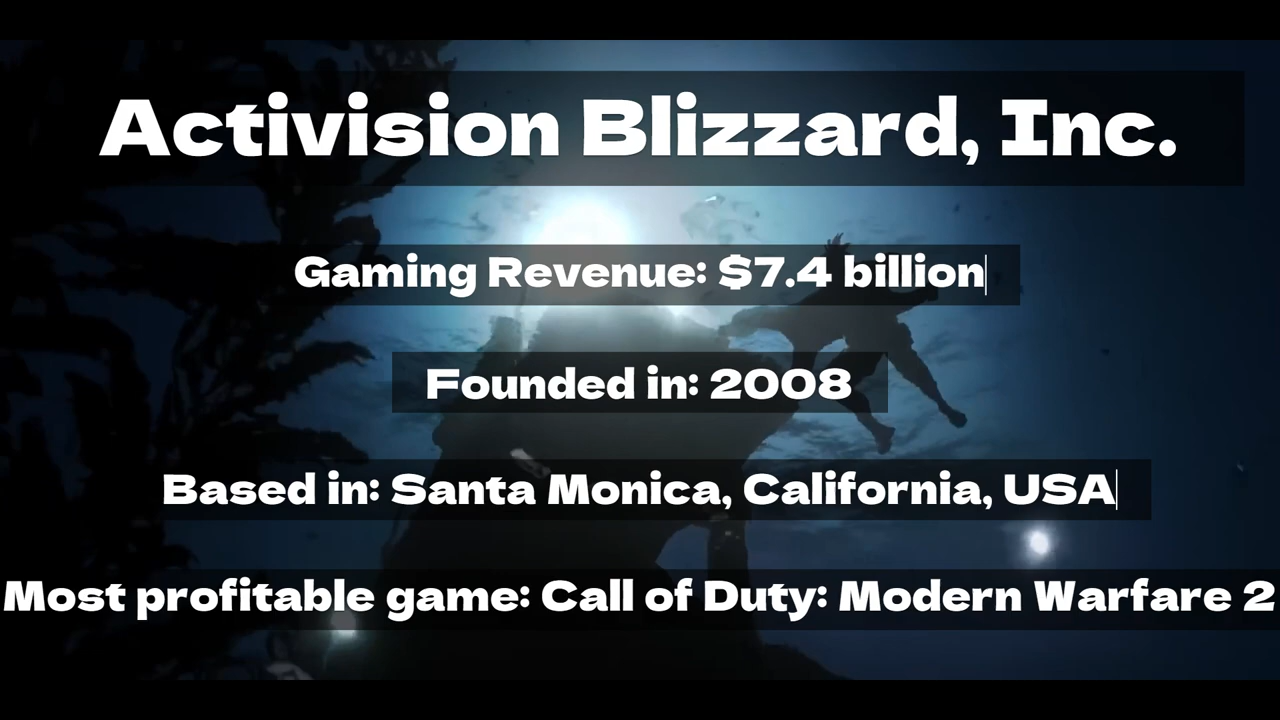 Activision Blizzard, Inc.
Gaming Revenue: $7.4 billion
Founded in: 2008
Based in: Santa Monica, California, USA
Most profitable game: Call of Duty: Modern Warfare 2